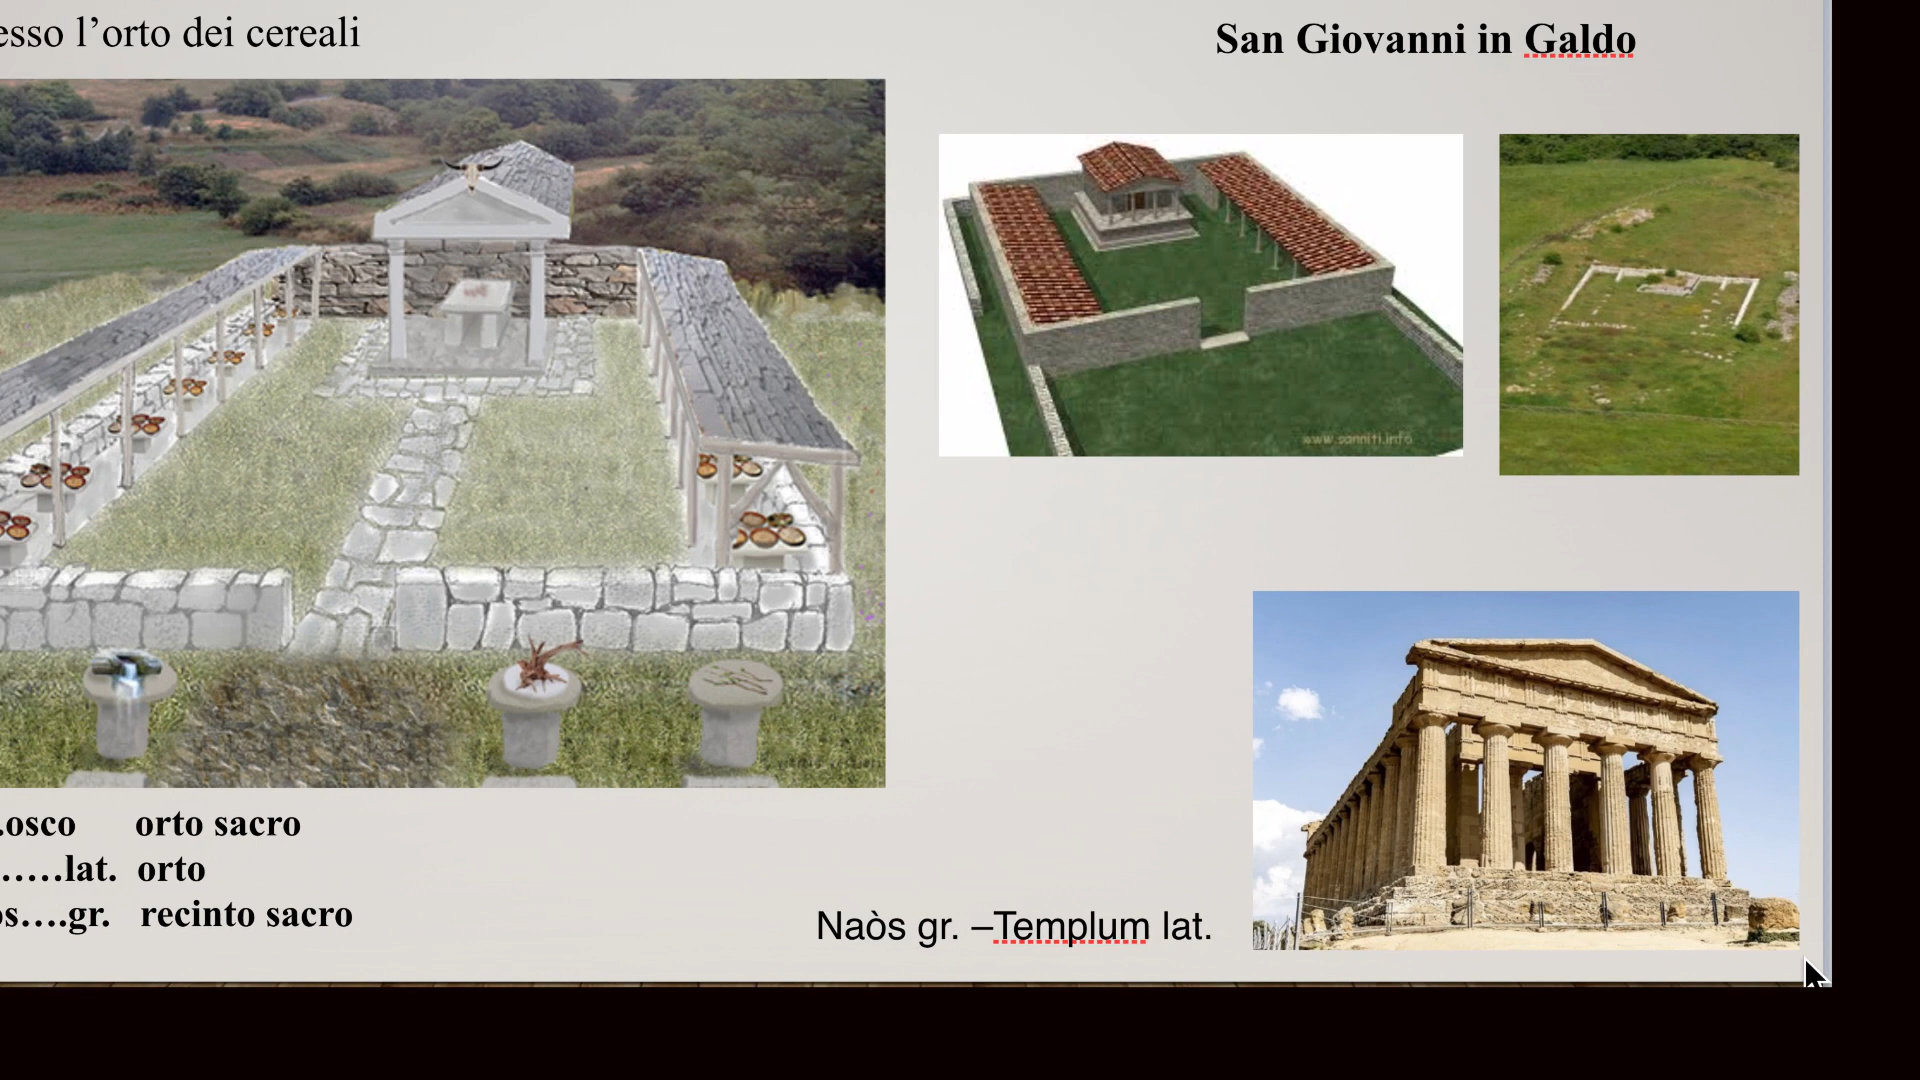 esso l’orto dei cereali
San Giovanni in Galdo
www.sanniti.info
.osco orto sacro
……lat. orto
os….gr. recinto sacro
Naòs gr. –Templum lat.